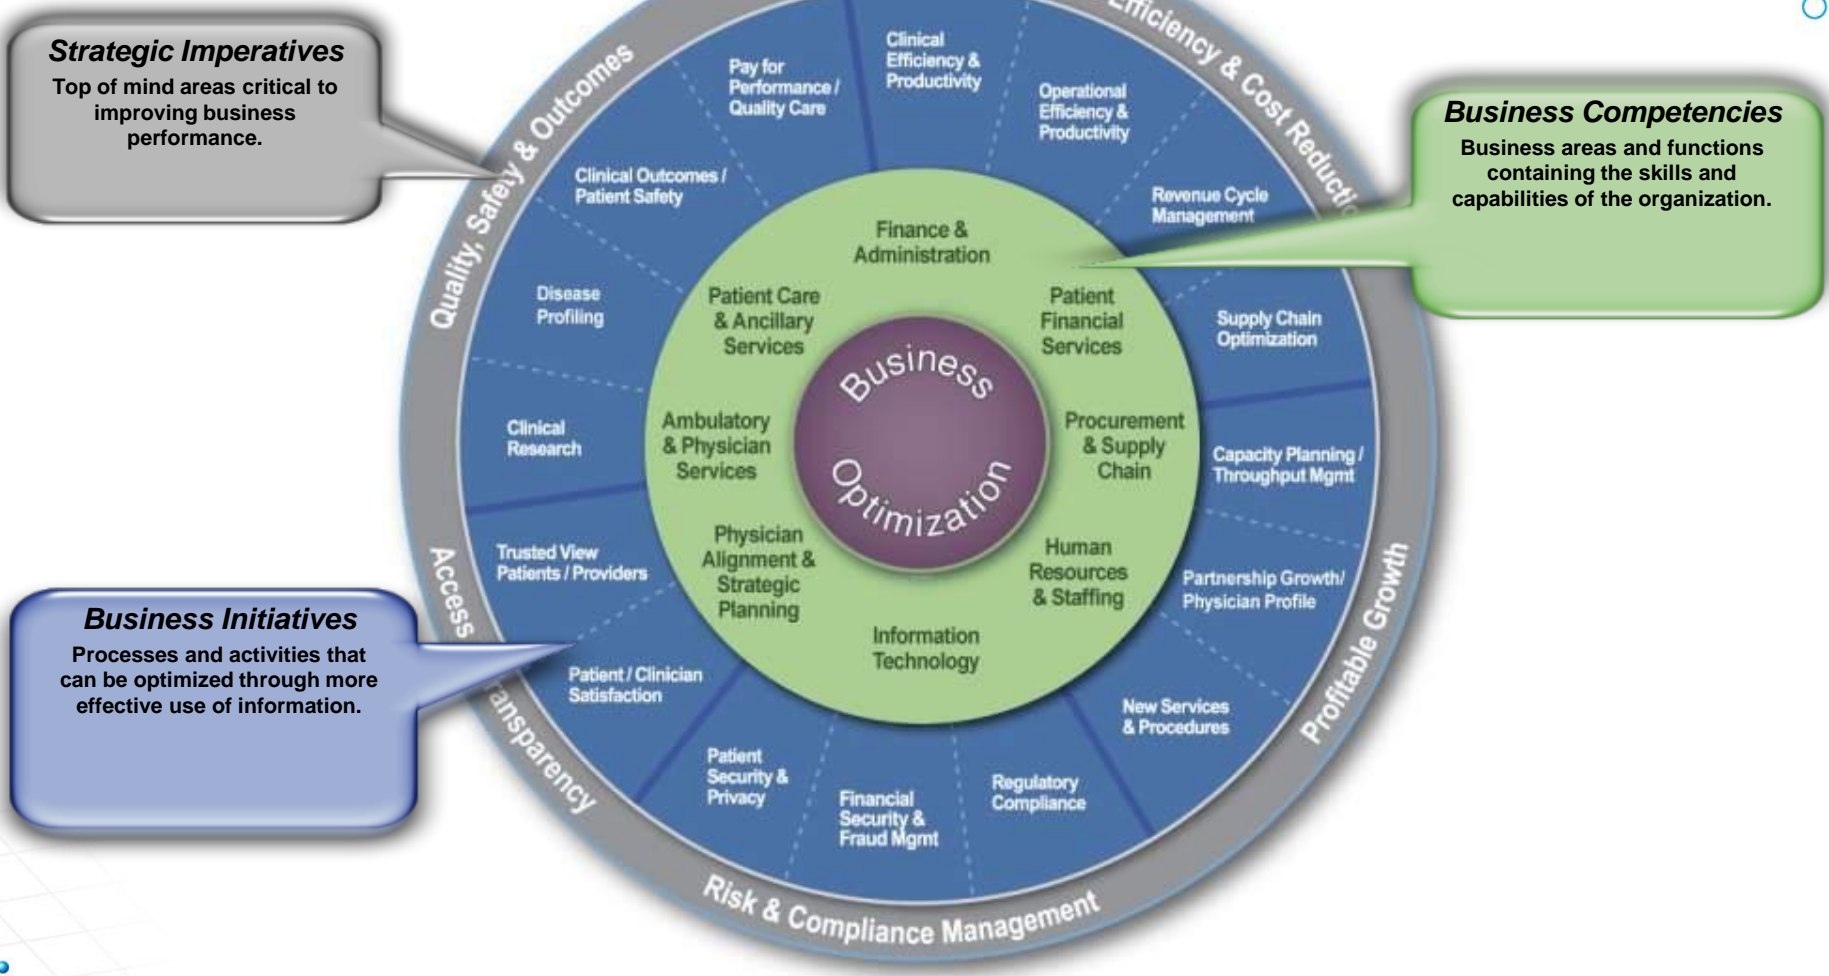 Strategic Imperatives
Top of mind areas critical to
improving business
performance.
Business Competencies
Business areas and functions
containing the skills and
capabilities of the organization.
Business Initiatives
Processes and activities that
can be optimized through more
effective use of information.
Quality, Safety & Outcomes
Efficiency & Cost Reductio
Profitable Growth
Risk & Compliance Management
Access
ransparency
Pay for
Performance /
Quality Care
Clinical
Efficiency &
Productivity
Operational
Efficiency &
Productivity
Revenue Cycle
Management
Supply Chain
Optimization
Capacity Planning /
Throughput Mgmt
Partnership Growth/
Physician Profile
New Services
& Procedures
Regulatory
Compliance
Financial
Security &
Fraud Mgmt
Patient
Security &
Privacy
Patient / Clinician
Satisfaction
Trusted View
Patients / Providers
Clinical
Research
Disease
Profiling
Clinical Outcomes /
Patient Safety
Finance &
Administration
Patient
Financial
Services
Procurement
& Supply
Chain
Human
Resources
& Staffing
Information
Technology
Physician
Alignment &
Strategic
Planning
Ambulatory
& Physician
Services
Patient Care
& Ancillary
Services
Business
Optimization